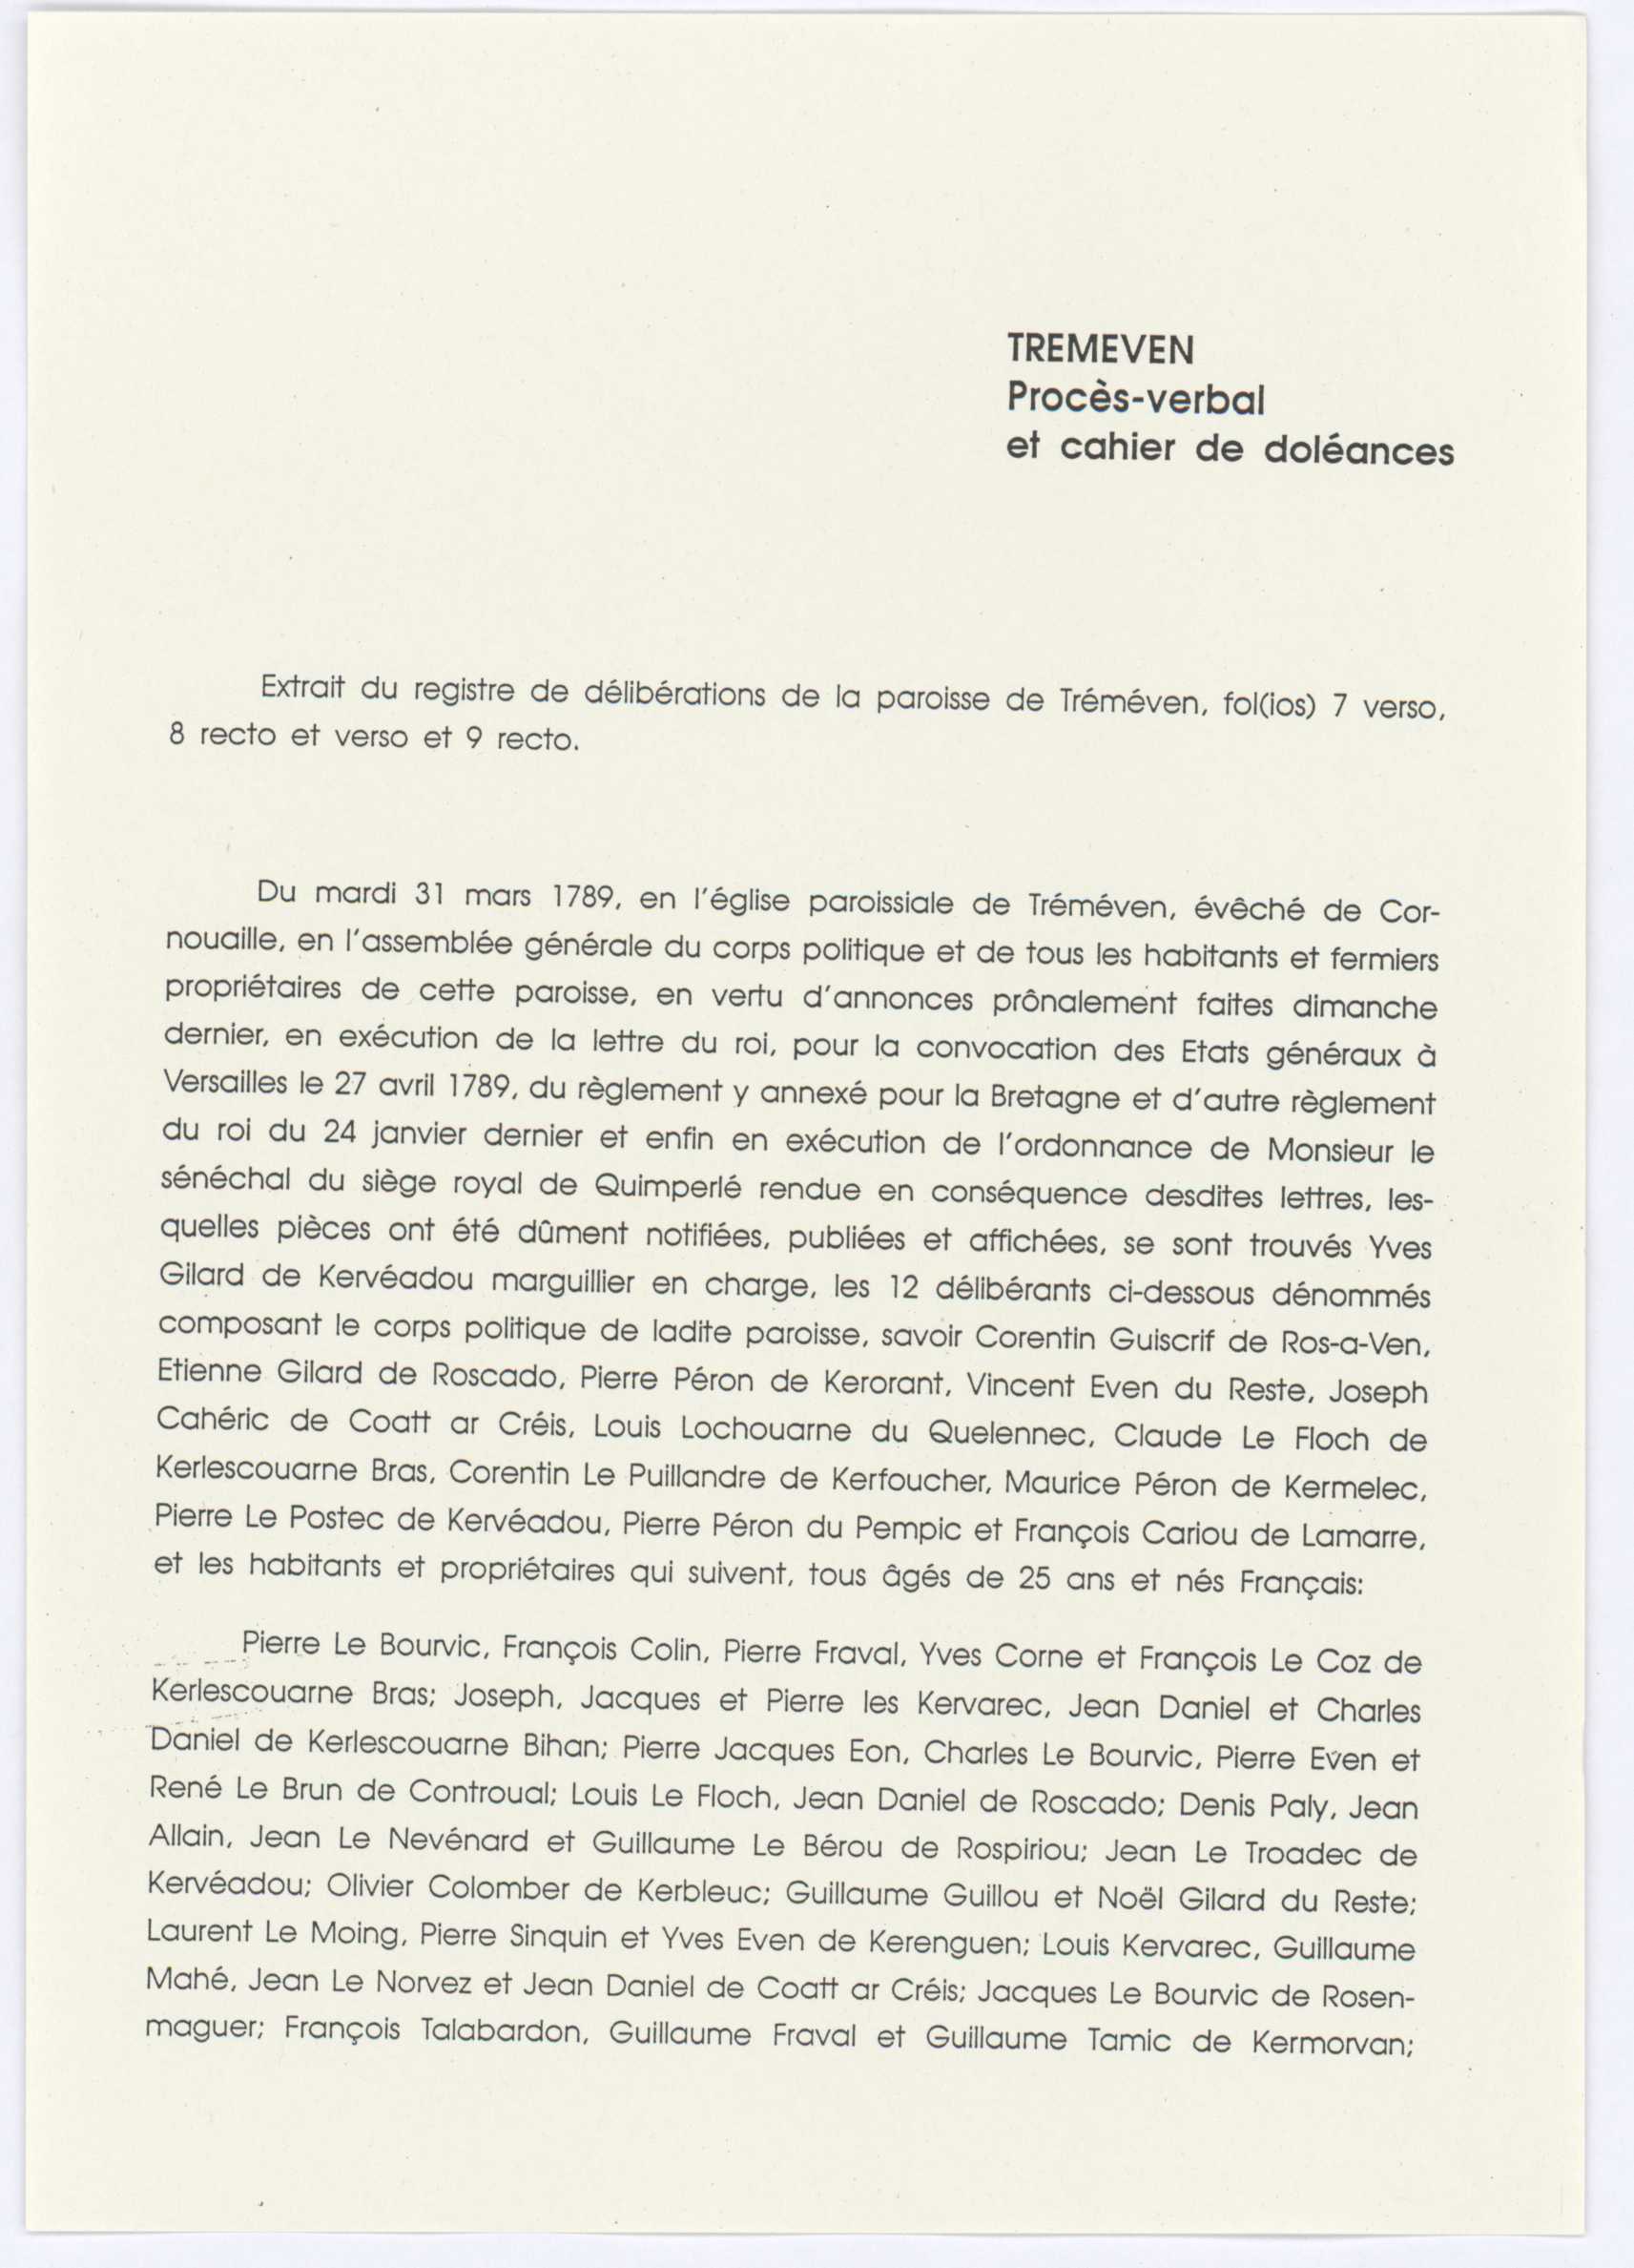 TREMEVEN
Procès-verbal
et cahier de doléances
Extrait du registre de délibérations de la paroisse de Tréméven, fol(ios) 7 verso,
8 recto et verso et 9 recto.
Du mardi 31 mars 1789, en l'église paroissiale de Tréméven, évêché de Cor-
nouaille, en l'assemblée générale du corps politique et de tous les habitants et fermiers
propriétaires de cette paroisse, en vertu d'annonces prônalement faites dimanche
dernier, en exécution de la lettre du roi, pour la convocation des Etats généraux à
Versailles le 27 avril 1789, du règlement y annexé pour la Bretagne et d'autre règlement
du roi du 24 janvier dernier et enfin en exécution de l'ordonnance de Monsieur le
sénéchal du siège royal de Quimperlé rendue en conséquence desdites lettres, les-
quelles pièces ont été dûment notifiées, publiées et affichées, se sont trouvés Yves
Gilard de Kervéadou marguillier en charge, les 12 délibérants ci-dessous dénommés
composant le corps politique de ladite paroisse, savoir Corentin Guiscrif de Ros-a-Ven,
Etienne Gilard de Roscado, Pierre Péron de Kerorant, Vincent Even du Reste, Joseph
Cahéric de Coatt ar Créis, Louis Lochouarne du Quelennec, Claude Le Floch de
Kerlescouarne Bras, Corentin Le Puillandre de Kerfoucher, Maurice Péron de Kermelec,
Pierre Le Postec de Kervéadou, Pierre Péron du Pempic et François Cariou de Lamarre,
et les habitants et propriétaires qui suivent, tous âgés de 25 ans et nés Français:
Pierre Le Bourvic, François Colin, Pierre Fraval, Yves Corne et François Le Coz de
Kerlescouarne Bras; Joseph, Jacques et Pierre les Kervarec, Jean Daniel et Charles
Daniel de Kerlescouarne Bihan; Pierre Jacques Eon, Charles Le Bourvic, Pierre Even et
René Le Brun de Controual; Louis Le Floch, Jean Daniel de Roscado; Denis Paly, Jean
Allain, Jean Le Nevénard et Guillaume Le Bérou de Rospiriou; Jean Le Troadec de
Kervéadou; Olivier Colomber de Kerbleuc; Guillaume Guillou et Noël Gilard du Reste;
Laurent Le Moing, Pierre Sinquin et Yves Even de Kerenguen; Louis Kervarec, Guillaume
Mahé, Jean Le Norvez et Jean Daniel de Coatt ar Créis; Jacques Le Bourvic de Rosen-
maguer; François Talabardon, Guillaume Fraval et Guillaume Tamic de Kermorvan;